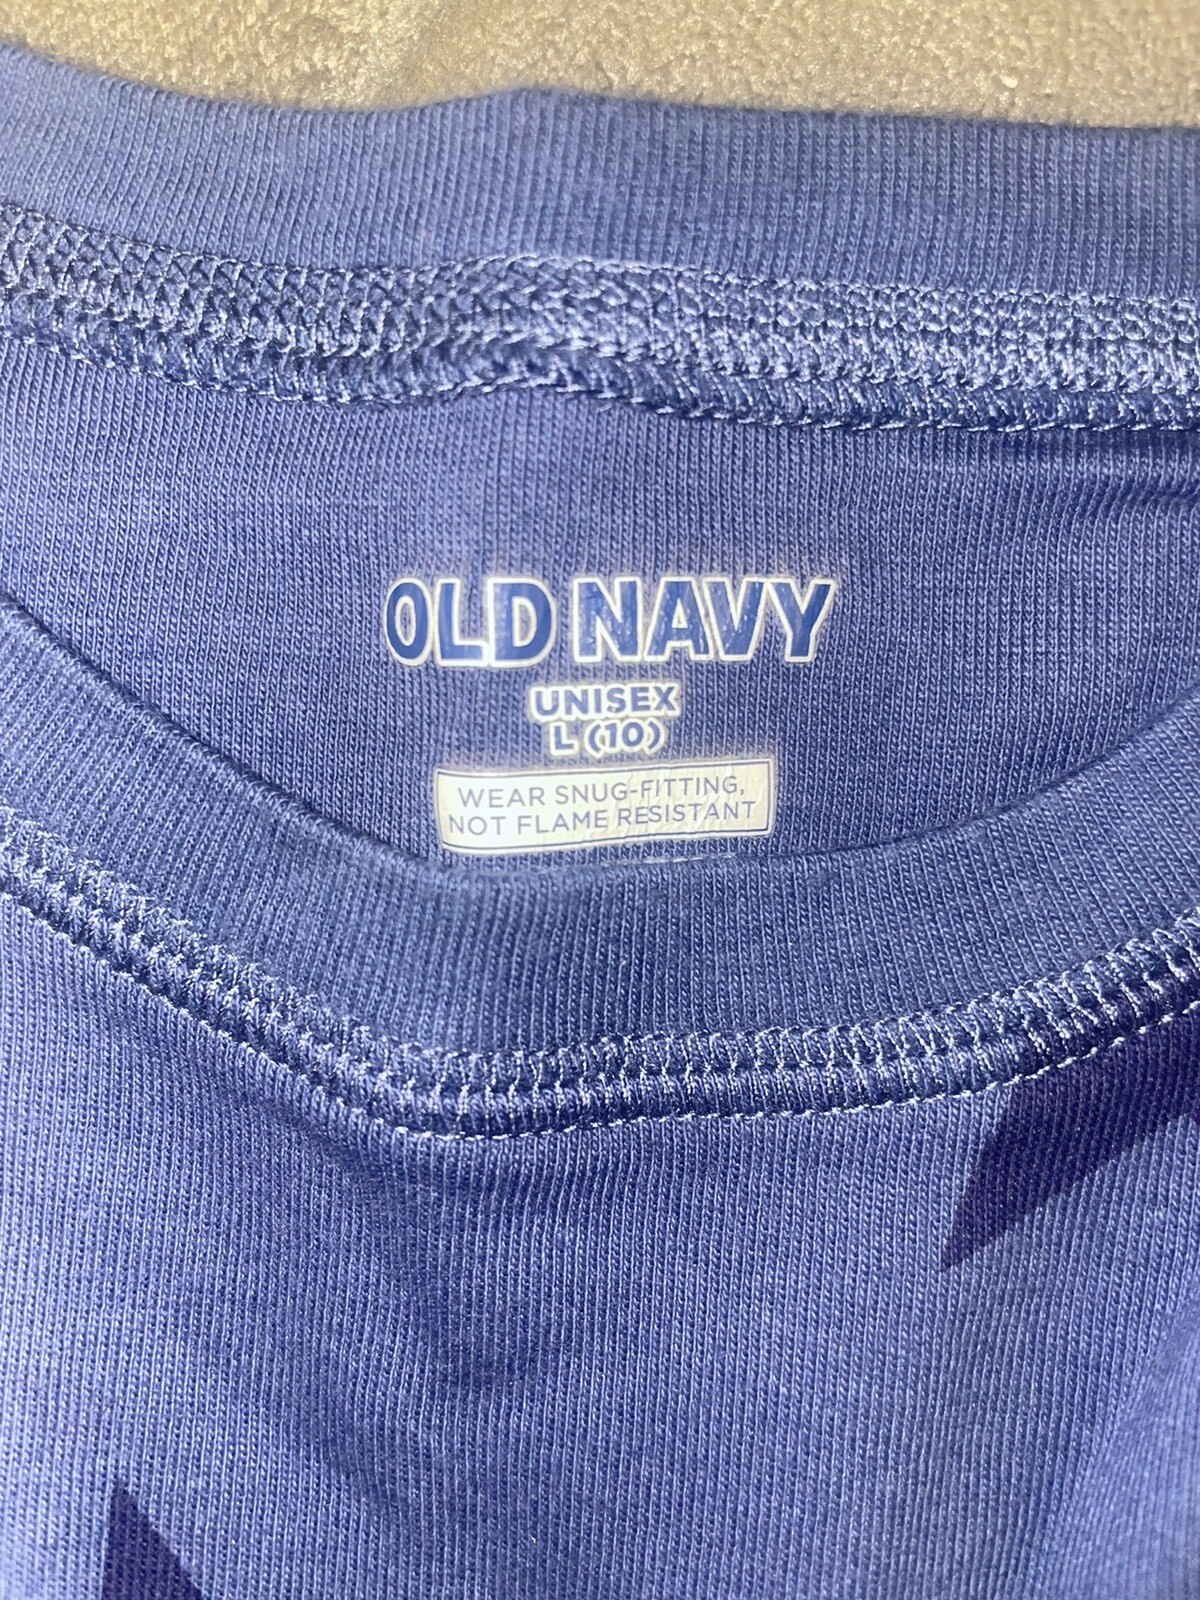 OLD NAVY
UNISEX
L (10)
WEAR SNUG-FITTING,
NOT FLAME RESISTANT